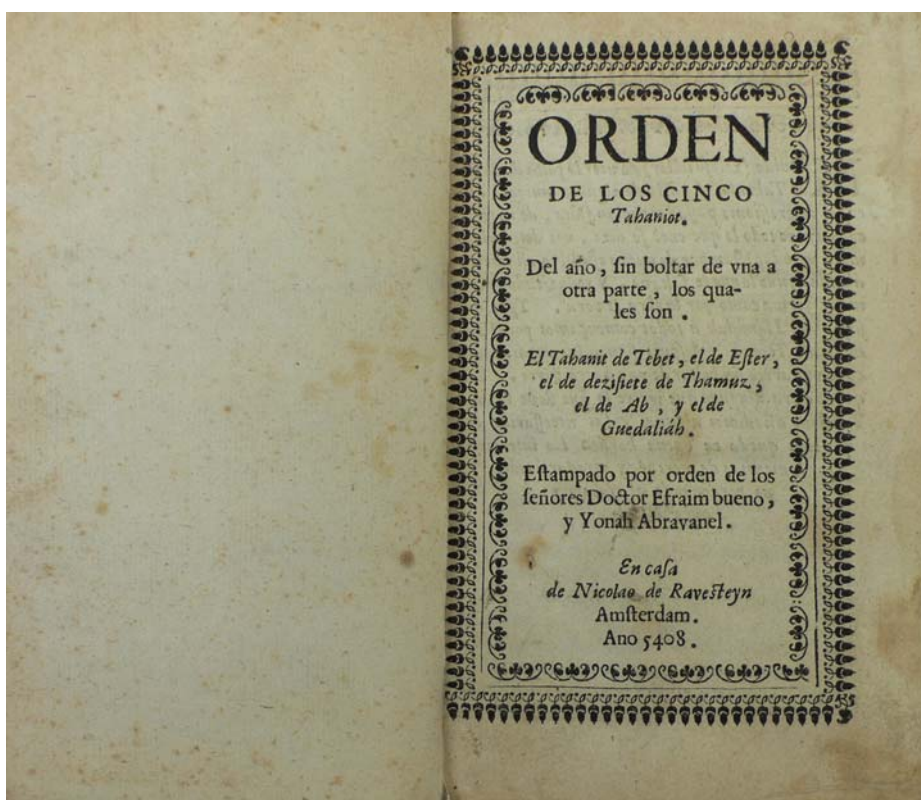 ORDEN
DE LOS CINCO
Tahaniot.
Del año, ſin boltar de vna a
otra parte, los qua-
les ſon.
El Tahanit de Tebet, el de Eſter,
el de deziſiete de Thamuz,
el de Ab, y el de
Guedaliáh.
Eſtampado por orden de los
ſeñores Doctor Efraim bueno,
y Yonah Abravanel.
En caſa
de Nicolao de Raveſteyn
Amſterdam.
Ano 5408.